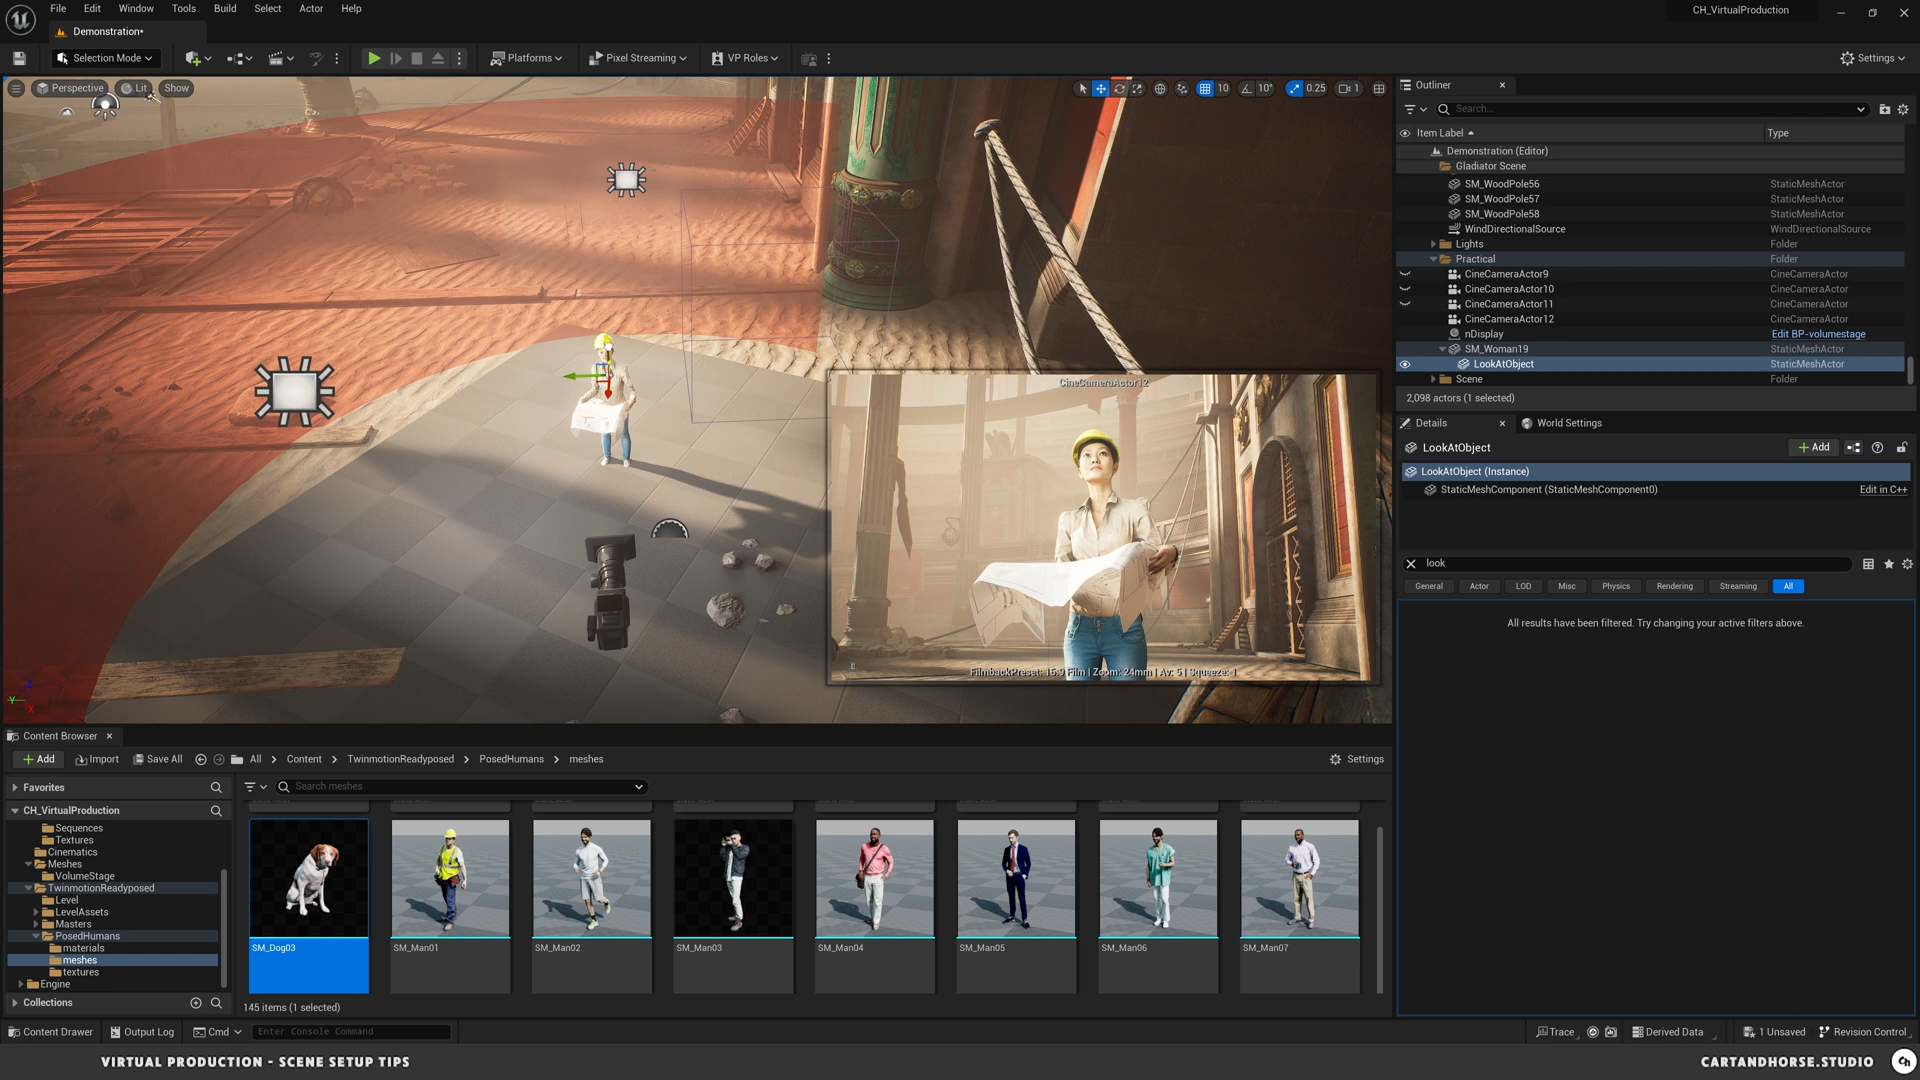 File Edit Window Tools Build Select Actor Help
CH_VirtualProduction
Demonstration*
Selection Mode
Platforms
Pixel Streaming
VP Roles
Settings
Perspective
Lit
Show
10
10°
0.25
1
CineCameraActor12
FilmbackPreset: 16:9 Film | Zoom: 24mm | Av: 5 | Squeeze: 1
Outliner
Search...
Item Label
Type
Demonstration (Editor)
Gladiator Scene
SM_WoodPole56 StaticMeshActor
SM_WoodPole57 StaticMeshActor
SM_WoodPole58 StaticMeshActor
WindDirectionalSource WindDirectionalSource
Lights Folder
Practical Folder
CineCameraActor9 CineCameraActor
CineCameraActor10 CineCameraActor
CineCameraActor11 CineCameraActor
CineCameraActor12 CineCameraActor
nDisplay Edit BP-volumestage
SM_Woman19 StaticMeshActor
LookAtObject StaticMeshActor
Scene Folder
2,098 actors (1 selected)
Details
World Settings
LookAtObject
Add
LookAtObject (Instance)
StaticMeshComponent (StaticMeshComponent0)
Edit in C++
look
General Actor LOD Misc Physics Rendering Streaming All
All results have been filtered. Try changing your active filters above.
Content Browser
Add
Import
Save All
All > Content > TwinmotionReadyposed > PosedHumans > meshes
Settings
Favorites
CH_VirtualProduction
Sequences
Textures
Cinematics
Meshes
VolumeStage
TwinmotionReadyposed
Level
LevelAssets
Masters
PosedHumans
materials
meshes
textures
Engine
Collections
Search meshes
SM_Dog03
SM_Man01
SM_Man02
SM_Man03
SM_Man04
SM_Man05
SM_Man06
SM_Man07
145 items (1 selected)
Content Drawer
Output Log
Cmd
Enter Console Command
Trace
Derived Data
1 Unsaved
Revision Control
VIRTUAL PRODUCTION - SCENE SETUP TIPS
CARTANDHORSE.STUDIO